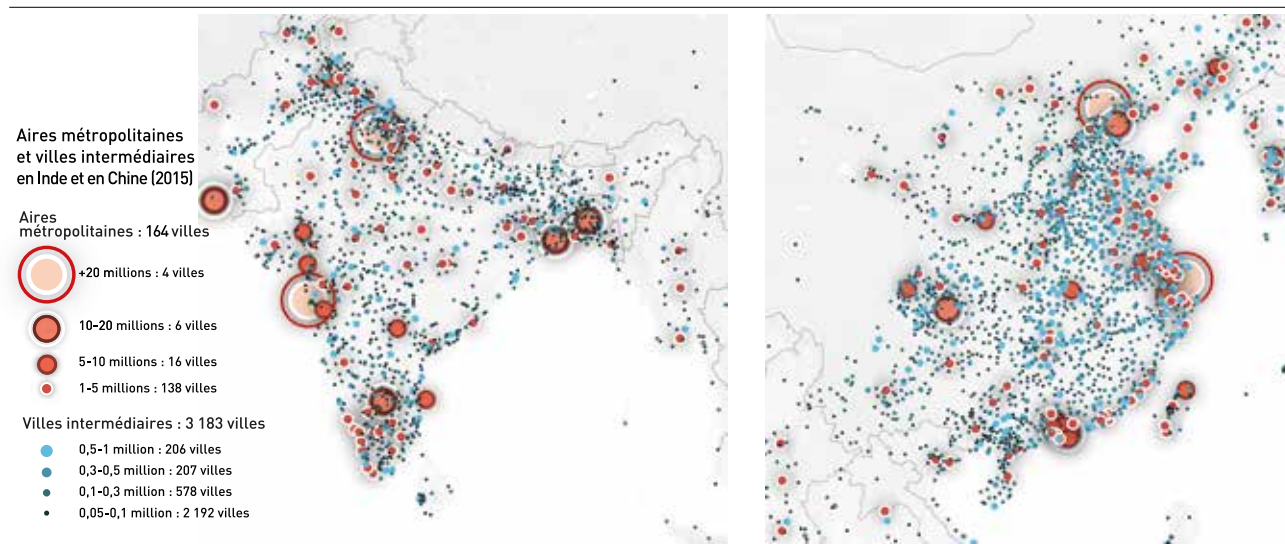 Aires métropolitaines
et villes intermédiaires
en Inde et en Chine (2015)
Aires
métropolitaines : 164 villes
+20 millions : 4 villes
10-20 millions : 6 villes
5-10 millions : 16 villes
1-5 millions : 138 villes
Villes intermédiaires : 3 183 villes
0,5-1 million : 206 villes
0,3-0,5 million : 207 villes
0,1-0,3 million : 578 villes
0,05-0,1 million : 2 192 villes